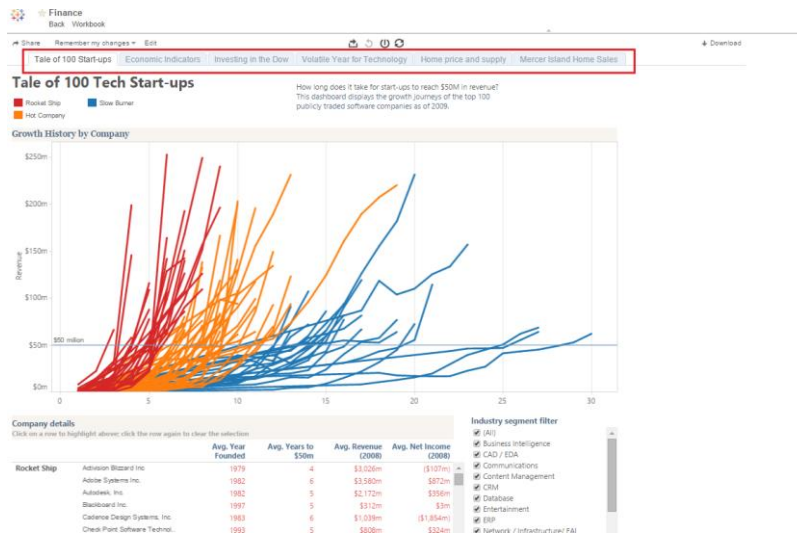 Finance
Back Workbook
Share Remember my changes Edit Download
Tale of 100 Start-ups Economic Indicators Investing in the Dow Volatile Year for Technology Home price and supply Mercer Island Home Sales
Tale of 100 Tech Start-ups
How long does it take for start-ups to reach $50M in revenue?
This dashboard displays the growth journeys of the top 100
publicly traded software companies as of 2009.
Rocket Ship Slow Burner
Hot Company
Growth History by Company
$250m
$200m
$150m
Revenue
$100m
$50 million
$50m
$0m
0 5 10 15 20 25 30
Company details
Click on a row to highlight above; click the row again to clear the selection
Avg. Year Founded Avg. Years to $50m Avg. Revenue (2008) Avg. Net Income (2008)
Rocket Ship Activision Blizzard Inc 1979 4 $3,026m ($107m)
Adobe Systems Inc. 1982 6 $3,580m $872m
Autodesk, Inc. 1982 5 $2,172m $356m
Blackboard Inc. 1997 5 $312m $3m
Cadence Design Systems, Inc. 1983 6 $1,039m ($1,854m)
Check Point Software Technol.. 1993 5 $808m $324m
Industry segment filter
(All)
Business Intelligence
CAD / EDA
Communications
Content Management
CRM
Database
Entertainment
ERP
Network / Infrastructure/ EAI